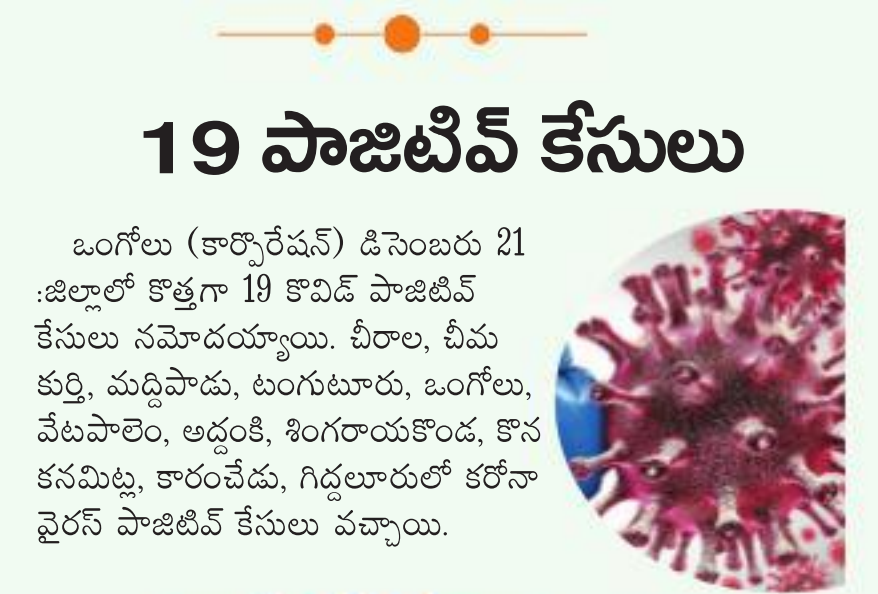 19 పాజిటివ్ కేసులు
ఒంగోలు (కార్పొరేషన్) డిసెంబరు 21
:జిల్లాలో కొత్తగా 19 కొవిడ్ పాజిటివ్
కేసులు నమోదయ్యాయి. చీరాల, చీమ
కుర్తి, మద్దిపాడు, టంగుటూరు, ఒంగోలు,
వేటపాలెం, అద్దంకి, శింగరాయకొండ, కొన
కనమిట్ల, కారంచేడు, గిద్దలూరులో కరోనా
వైరస్ పాజిటివ్ కేసులు వచ్చాయి.